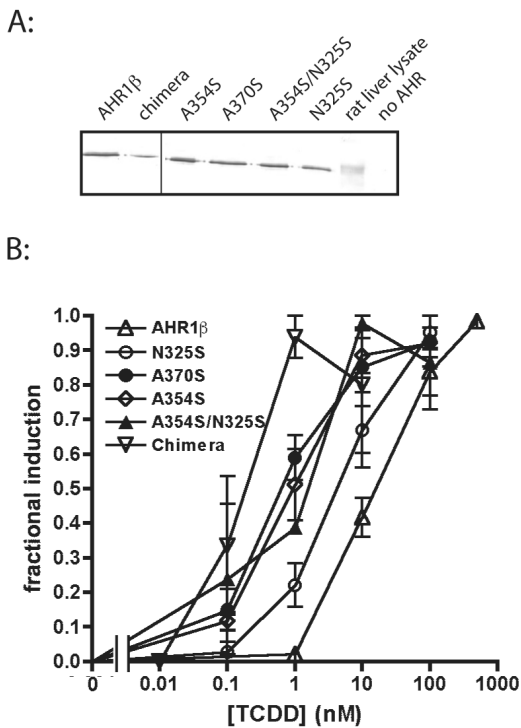 A:
AHR1β
chimera
A354S
A370S
A354S/N325S
N325S
rat liver lysate
no AHR
B:
fractional induction
1.0
0.9
0.8
0.7
0.6
0.5
0.4
0.3
0.2
0.1
0.0
AHR1β
N325S
A370S
A354S
A354S/N325S
Chimera
0
0.01
0.1
1
10
100
1000
[TCDD] (nM)